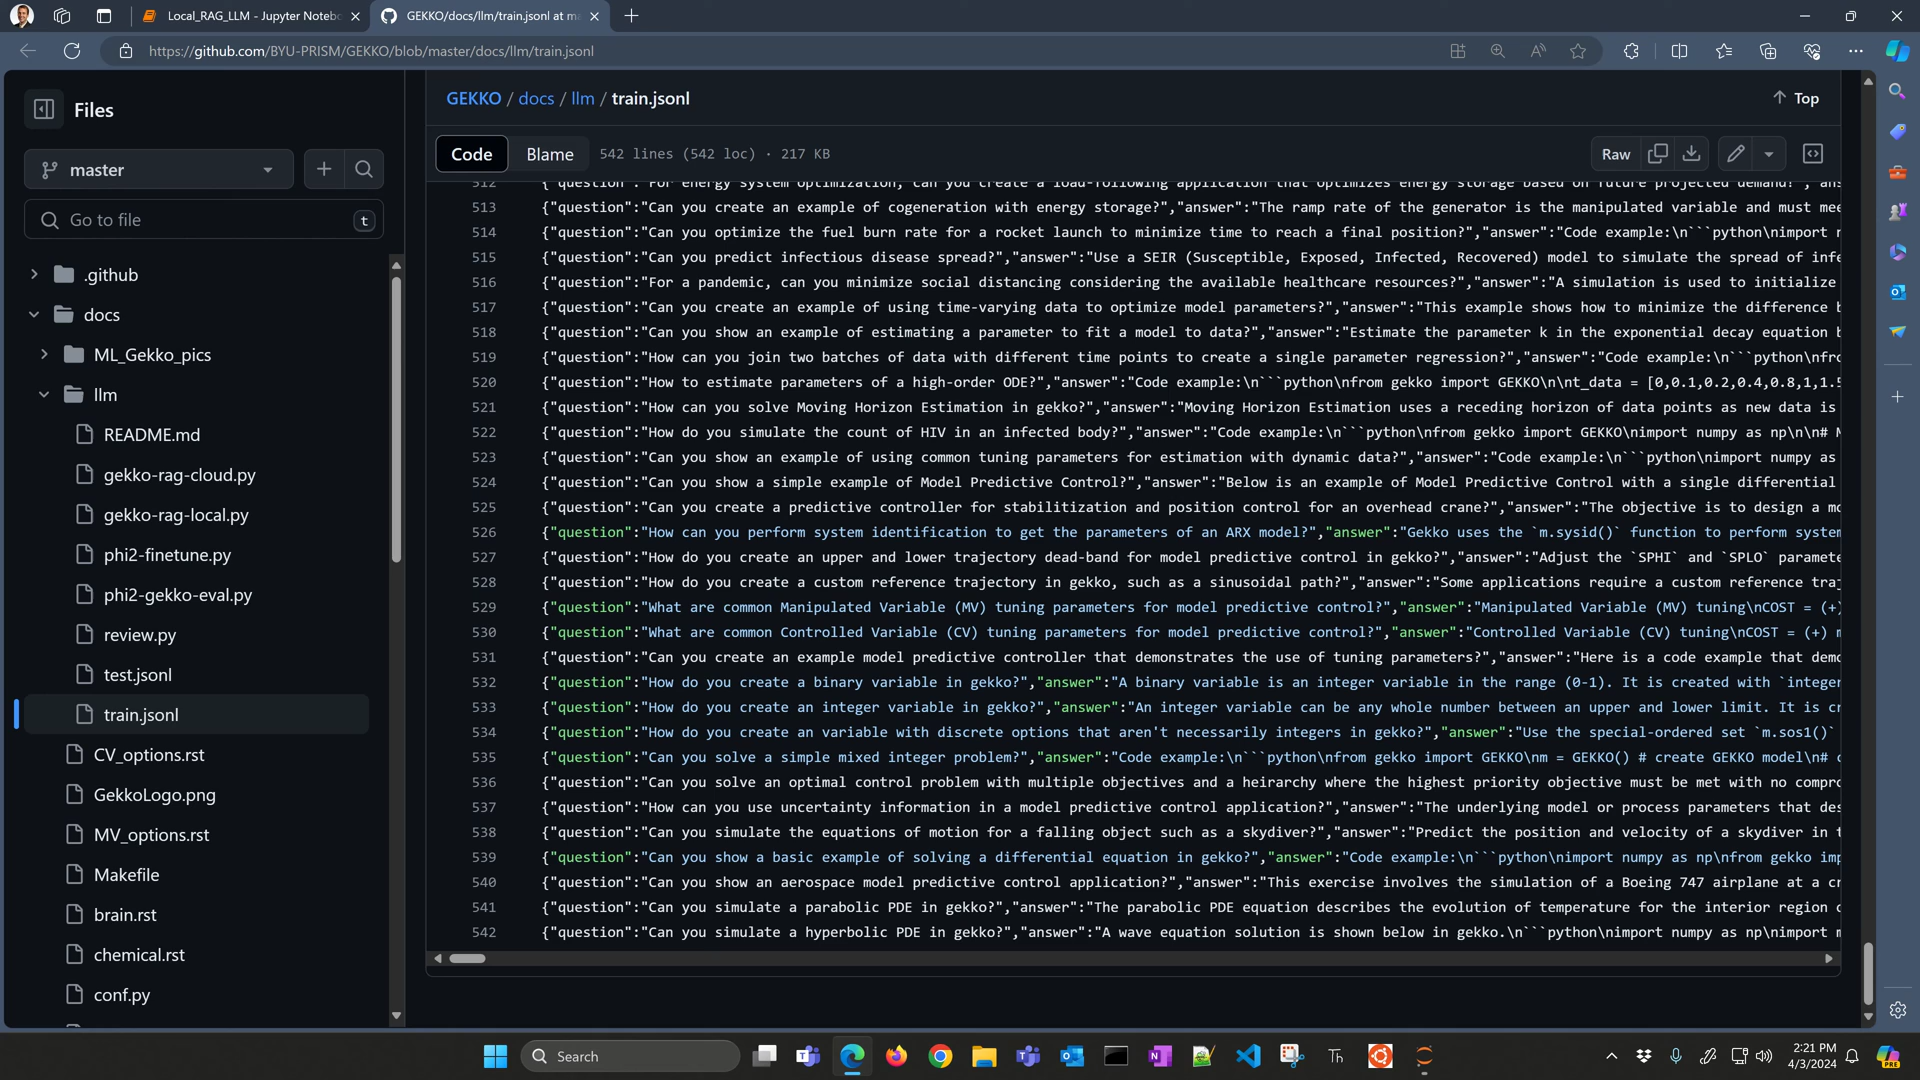 Local_RAG_LLM - Jupyter Notebo
GEKKO/docs/llm/train.jsonl at ma
https://github.com/BYU-PRISM/GEKKO/blob/master/docs/llm/train.jsonl
Files
master
Go to file
t
.github
docs
ML_Gekko_pics
llm
README.md
gekko-rag-cloud.py
gekko-rag-local.py
phi2-finetune.py
phi2-gekko-eval.py
review.py
test.jsonl
train.jsonl
CV_options.rst
GekkoLogo.png
MV_options.rst
Makefile
brain.rst
chemical.rst
conf.py
GEKKO / docs / llm / train.jsonl
Top
Code Blame 542 lines (542 loc) · 217 KB
Raw
512 {"question":"For energy system optimization, can you create a load-following application that optimizes energy storage based on future projected demand?","ans
513 {"question":"Can you create an example of cogeneration with energy storage?","answer":"The ramp rate of the generator is the manipulated variable and must mee
514 {"question":"Can you optimize the fuel burn rate for a rocket launch to minimize time to reach a final position?","answer":"Code example:\n```python\nimport n
515 {"question":"Can you predict infectious disease spread?","answer":"Use a SEIR (Susceptible, Exposed, Infected, Recovered) model to simulate the spread of infe
516 {"question":"For a pandemic, can you minimize social distancing considering the available healthcare resources?","answer":"A simulation is used to initialize
517 {"question":"Can you create an example of using time-varying data to optimize model parameters?","answer":"This example shows how to minimize the difference b
518 {"question":"Can you show an example of estimating a parameter to fit a model to data?","answer":"Estimate the parameter k in the exponential decay equation b
519 {"question":"How can you join two batches of data with different time points to create a single parameter regression?","answer":"Code example:\n```python\nfro
520 {"question":"How to estimate parameters of a high-order ODE?","answer":"Code example:\n```python\nfrom gekko import GEKKO\n\nt_data = [0,0.1,0.2,0.4,0.8,1,1.5
521 {"question":"How can you solve Moving Horizon Estimation in gekko?","answer":"Moving Horizon Estimation uses a receding horizon of data points as new data is
522 {"question":"How do you simulate the count of HIV in an infected body?","answer":"Code example:\n```python\nfrom gekko import GEKKO\nimport numpy as np\n\n# M
523 {"question":"Can you show an example of using common tuning parameters for estimation with dynamic data?","answer":"Code example:\n```python\nimport numpy as
524 {"question":"Can you show a simple example of Model Predictive Control?","answer":"Below is an example of Model Predictive Control with a single differential
525 {"question":"Can you create a predictive controller for stabilitization and position control for an overhead crane?","answer":"The objective is to design a mo
526 {"question":"How can you perform system identification to get the parameters of an ARX model?","answer":"Gekko uses the `m.sysid()` function to perform system
527 {"question":"How do you create an upper and lower trajectory dead-band for model predictive control in gekko?","answer":"Adjust the `SPHI` and `SPLO` paramete
528 {"question":"How do you create a custom reference trajectory in gekko, such as a sinusoidal path?","answer":"Some applications require a custom reference traj
529 {"question":"What are common Manipulated Variable (MV) tuning parameters for model predictive control?","answer":"Manipulated Variable (MV) tuning\nCOST = (+)
530 {"question":"What are common Controlled Variable (CV) tuning parameters for model predictive control?","answer":"Controlled Variable (CV) tuning\nCOST = (+) m
531 {"question":"Can you create an example model predictive controller that demonstrates the use of tuning parameters?","answer":"Here is a code example that demo
532 {"question":"How do you create a binary variable in gekko?","answer":"A binary variable is an integer variable in the range (0-1). It is created with `integer
533 {"question":"How do you create an integer variable in gekko?","answer":"An integer variable can be any whole number between an upper and lower limit. It is cr
534 {"question":"How do you create an variable with discrete options that aren't necessarily integers in gekko?","answer":"Use the special-ordered set `m.sos1()`
535 {"question":"Can you solve a simple mixed integer problem?","answer":"Code example:\n```python\nfrom gekko import GEKKO\nm = GEKKO() # create GEKKO model\n# c
536 {"question":"Can you solve an optimal control problem with multiple objectives and a heirarchy where the highest priority objective must be met with no compro
537 {"question":"How can you use uncertainty information in a model predictive control application?","answer":"The underlying model or process parameters that des
538 {"question":"Can you simulate the equations of motion for a falling object such as a skydiver?","answer":"Predict the position and velocity of a skydiver in t
539 {"question":"Can you show a basic example of solving a differential equation in gekko?","answer":"Code example:\n```python\nimport numpy as np\nfrom gekko imp
540 {"question":"Can you show an aerospace model predictive control application?","answer":"This exercise involves the simulation of a Boeing 747 airplane at a cr
541 {"question":"Can you simulate a parabolic PDE in gekko?","answer":"The parabolic PDE equation describes the evolution of temperature for the interior region o
542 {"question":"Can you simulate a hyperbolic PDE in gekko?","answer":"A wave equation solution is shown below in gekko.\n```python\nimport numpy as np\nimport m
Search
Th
2:21 PM
4/3/2024
PRE